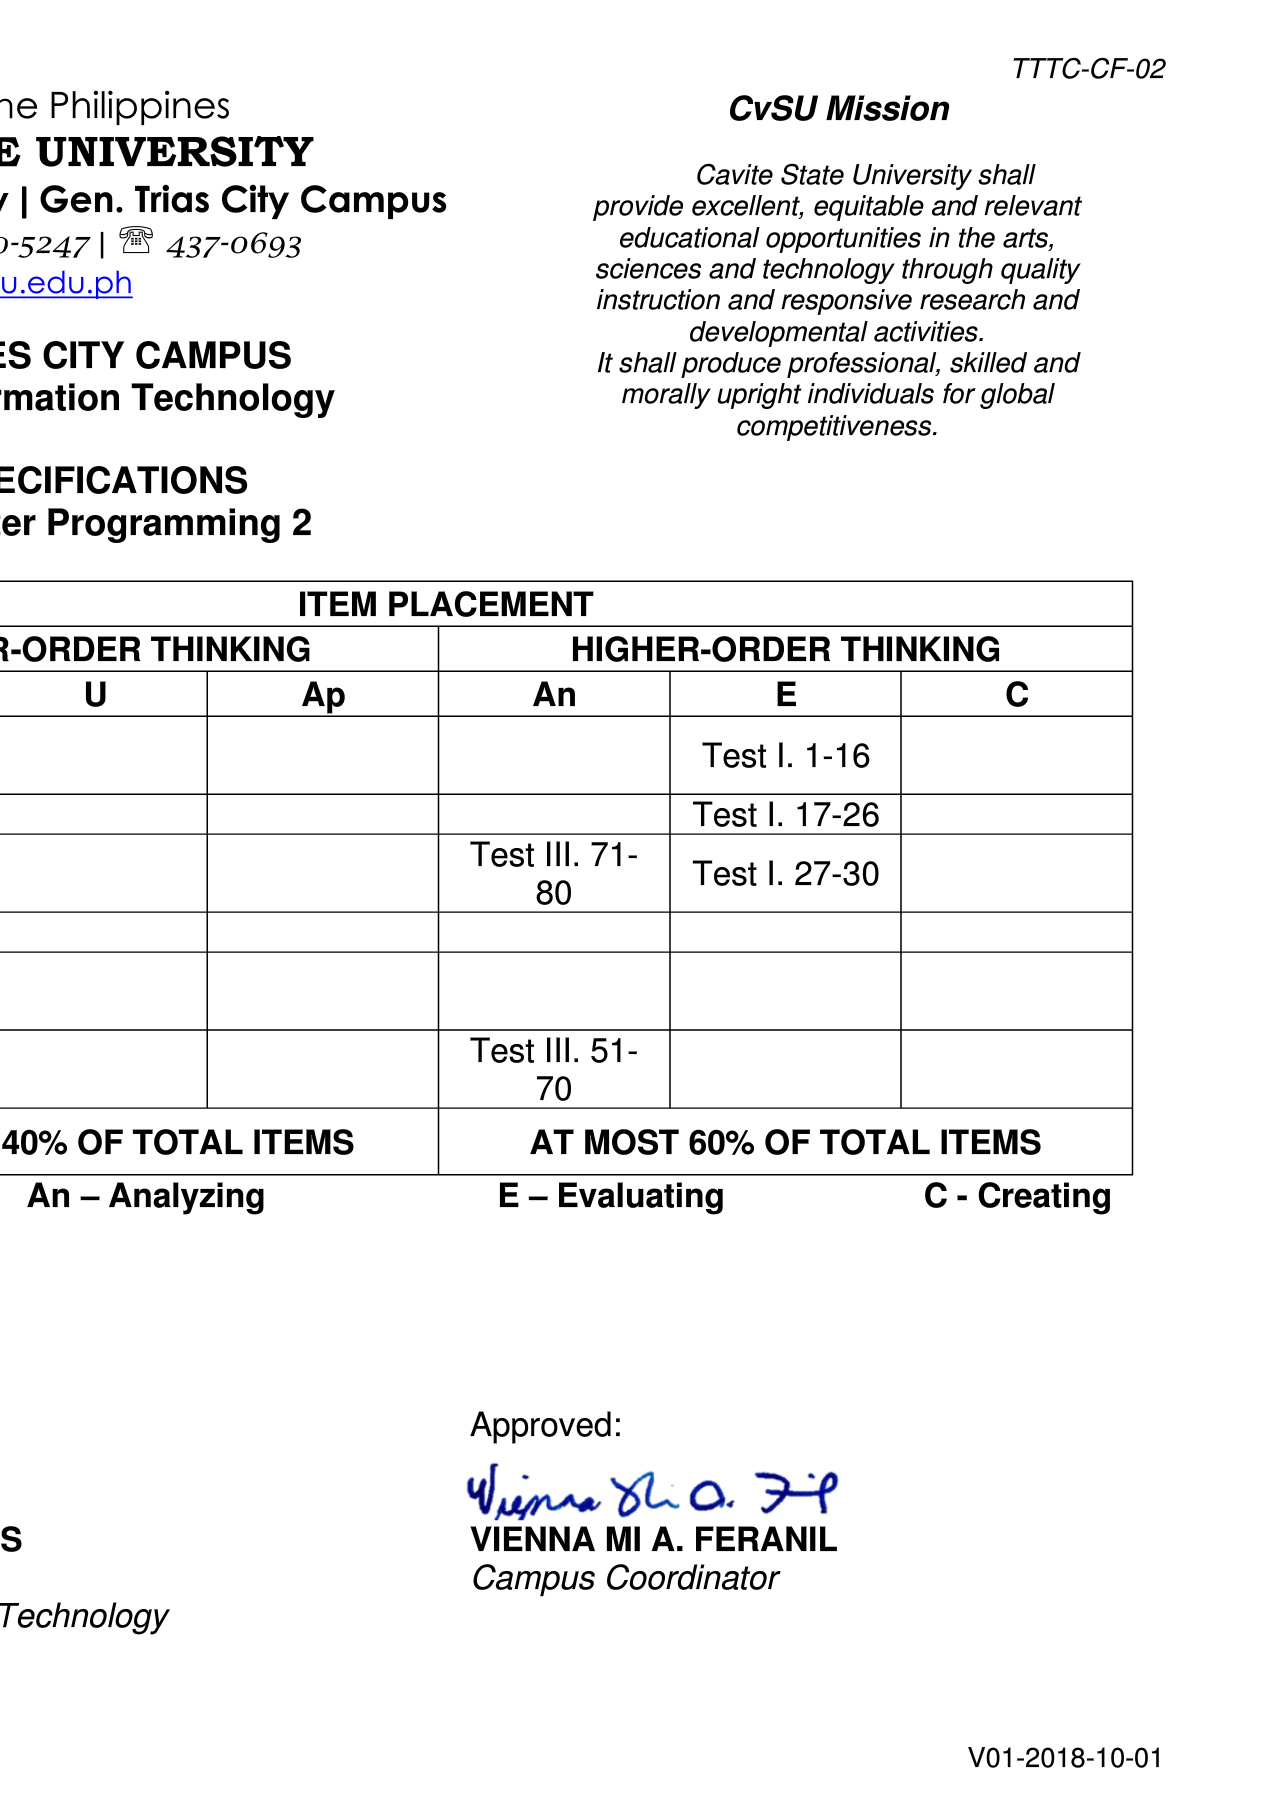 TTTC-CF-02
ne Philippines
E UNIVERSITY
y | Gen. Trias City Campus
0-5247 | ☏ 437-0693
u.edu.ph
ES CITY CAMPUS
rmation Technology
ECIFICATIONS
ter Programming 2
CvSU Mission
Cavite State University shall
provide excellent, equitable and relevant
educational opportunities in the arts,
sciences and technology through quality
instruction and responsive research and
developmental activities.
It shall produce professional, skilled and
morally upright individuals for global
competitiveness.
ITEM PLACEMENT
R-ORDER THINKING HIGHER-ORDER THINKING
U Ap An E C
Test I. 1-16
Test I. 17-26
Test III. 71-
80
Test I. 27-30
Test III. 51-
70
40% OF TOTAL ITEMS AT MOST 60% OF TOTAL ITEMS
An – Analyzing E – Evaluating C - Creating
Approved:
Vienna Mi A.
S
VIENNA MI A. FERANIL
Campus Coordinator
Technology
V01-2018-10-01